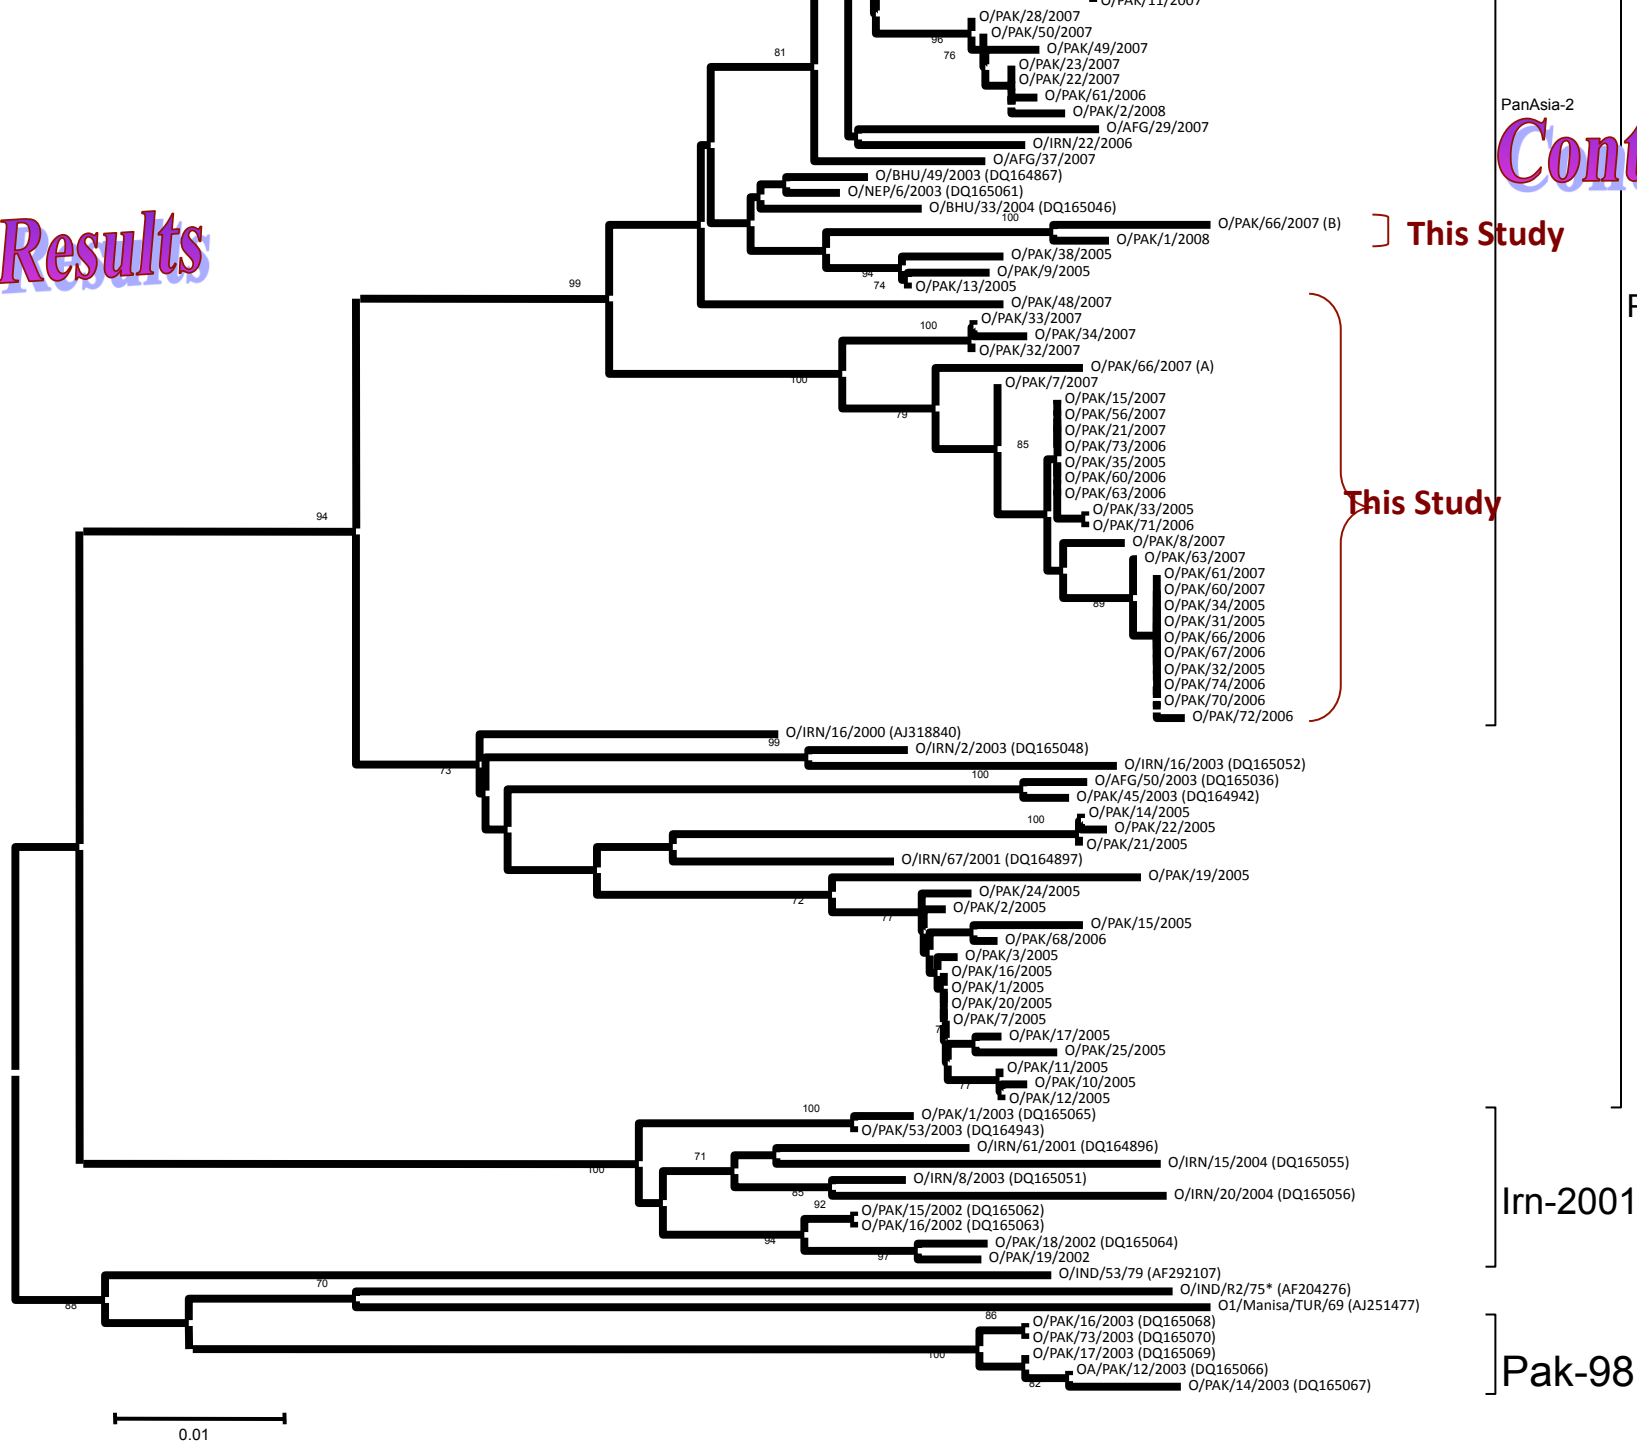 O/PAK/11/2007
O/PAK/28/2007
O/PAK/50/2007
96
O/PAK/49/2007
81
76
O/PAK/23/2007
O/PAK/22/2007
O/PAK/61/2006
PanAsia-2
O/PAK/2/2008
O/AFG/29/2007
Cont
O/IRN/22/2006
O/AFG/37/2007
O/BHU/49/2003 (DQ164867)
O/NEP/6/2003 (DQ165061)
O/BHU/33/2004 (DQ165046)
100
O/PAK/66/2007 (B)
This Study
O/PAK/1/2008
Results
O/PAK/38/2005
94
O/PAK/9/2005
99
74
O/PAK/13/2005
O/PAK/48/2007
O/PAK/33/2007
100
O/PAK/34/2007
O/PAK/32/2007
O/PAK/66/2007 (A)
100
O/PAK/7/2007
O/PAK/15/2007
79
O/PAK/56/2007
O/PAK/21/2007
85
O/PAK/73/2006
O/PAK/35/2005
O/PAK/60/2006
O/PAK/63/2006
This Study
O/PAK/33/2005
94
O/PAK/71/2006
O/PAK/8/2007
O/PAK/63/2007
O/PAK/61/2007
O/PAK/60/2007
89
O/PAK/34/2005
O/PAK/31/2005
O/PAK/66/2006
O/PAK/67/2006
O/PAK/32/2005
O/PAK/74/2006
O/PAK/70/2006
O/PAK/72/2006
O/IRN/16/2000 (AJ318840)
99
O/IRN/2/2003 (DQ165048)
73
O/IRN/16/2003 (DQ165052)
100
O/AFG/50/2003 (DQ165036)
O/PAK/45/2003 (DQ164942)
O/PAK/14/2005
100
O/PAK/22/2005
O/PAK/21/2005
O/IRN/67/2001 (DQ164897)
O/PAK/19/2005
O/PAK/24/2005
72
O/PAK/2/2005
77
O/PAK/15/2005
O/PAK/68/2006
O/PAK/3/2005
O/PAK/16/2005
O/PAK/1/2005
O/PAK/20/2005
O/PAK/7/2005
O/PAK/17/2005
O/PAK/25/2005
O/PAK/11/2005
77
O/PAK/10/2005
O/PAK/12/2005
100
O/PAK/1/2003 (DQ165065)
O/PAK/53/2003 (DQ164943)
O/IRN/61/2001 (DQ164896)
71
O/IRN/15/2004 (DQ165055)
100
O/IRN/8/2003 (DQ165051)
85
O/IRN/20/2004 (DQ165056)
Irn-2001
92
O/PAK/15/2002 (DQ165062)
O/PAK/16/2002 (DQ165063)
94
O/PAK/18/2002 (DQ165064)
97
O/PAK/19/2002
O/IND/53/79 (AF292107)
70
O/IND/R2/75* (AF204276)
88
O1/Manisa/TUR/69 (AJ251477)
86
O/PAK/16/2003 (DQ165068)
O/PAK/73/2003 (DQ165070)
100
O/PAK/17/2003 (DQ165069)
OA/PAK/12/2003 (DQ165066)
Pak-98
82
O/PAK/14/2003 (DQ165067)
0.01